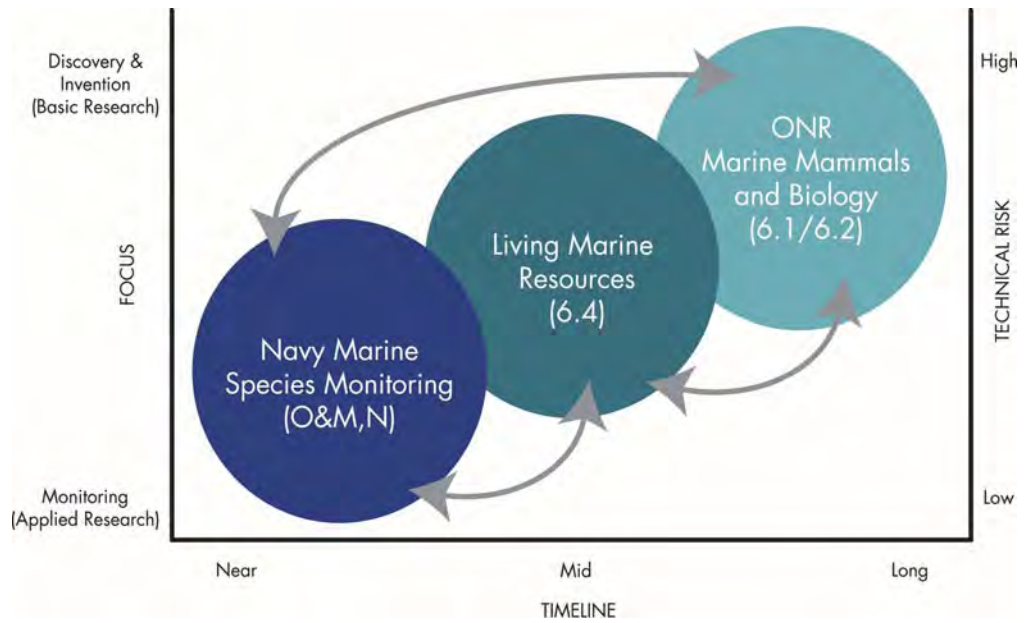 Discovery &
Invention
(Basic Research)
FOCUS
Monitoring
(Applied Research)
ONR
Marine Mammals
and Biology
(6.1/6.2)
Living Marine
Resources
(6.4)
Navy Marine
Species Monitoring
(O&M,N)
High
TECHNICAL RISK
Low
Near
Mid
Long
TIMELINE